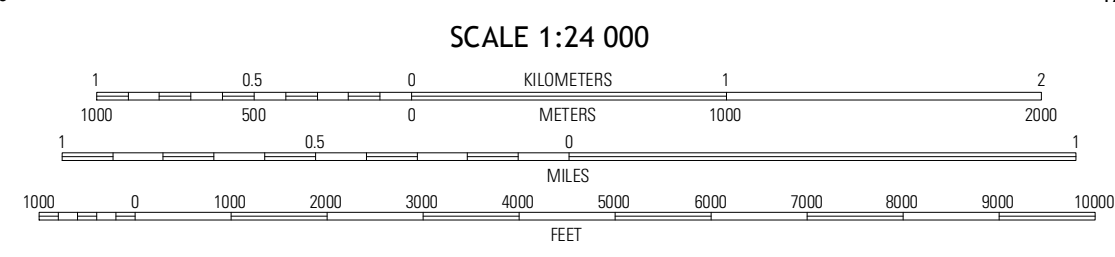 SCALE 1:24 000
1 0.5 0 KILOMETERS 1 2
1000 500 0 METERS 1000 2000
1 0.5 0 1
MILES
1000 0 1000 2000 3000 4000 5000 6000 7000 8000 9000 10000
FEET